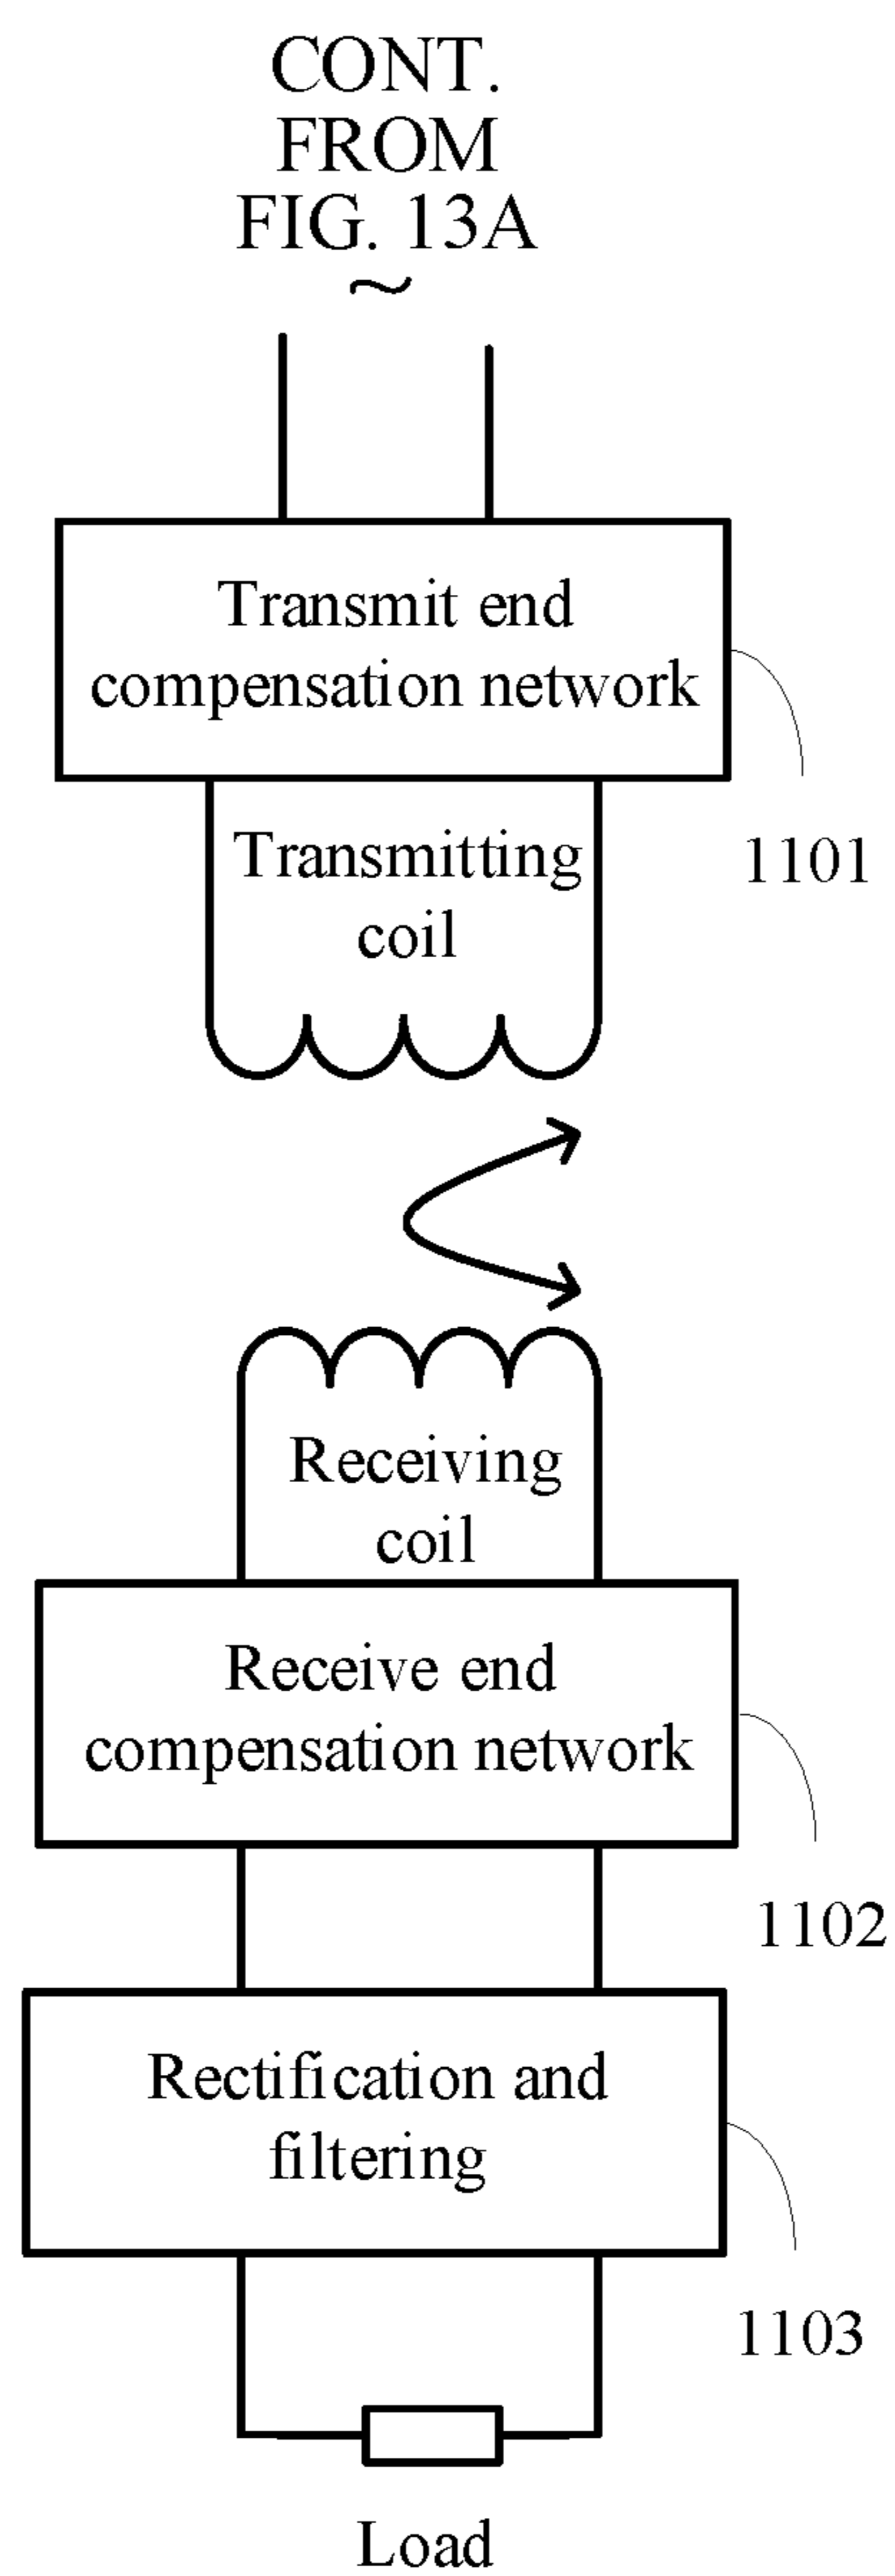 CONT.
FROM
FIG. 13A
~
Transmit end
compensation network
1101
Transmitting
coil
Receiving
coil
Receive end
compensation network
1102
Rectification and
filtering
1103
Load